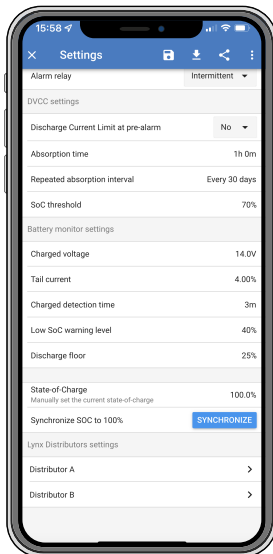 15:58
Settings
Alarm relay Intermittent
DVCC settings
Discharge Current Limit at pre-alarm No
Absorption time 1h 0m
Repeated absorption interval Every 30 days
SoC threshold 70%
Battery monitor settings
Charged voltage 14.0V
Tail current 4.00%
Charged detection time 3m
Low SoC warning level 40%
Discharge floor 25%
State-of-Charge 100.0%
Manually set the current state-of-charge
Synchronize SOC to 100% SYNCHRONIZE
Lynx Distributors settings
Distributor A
Distributor B